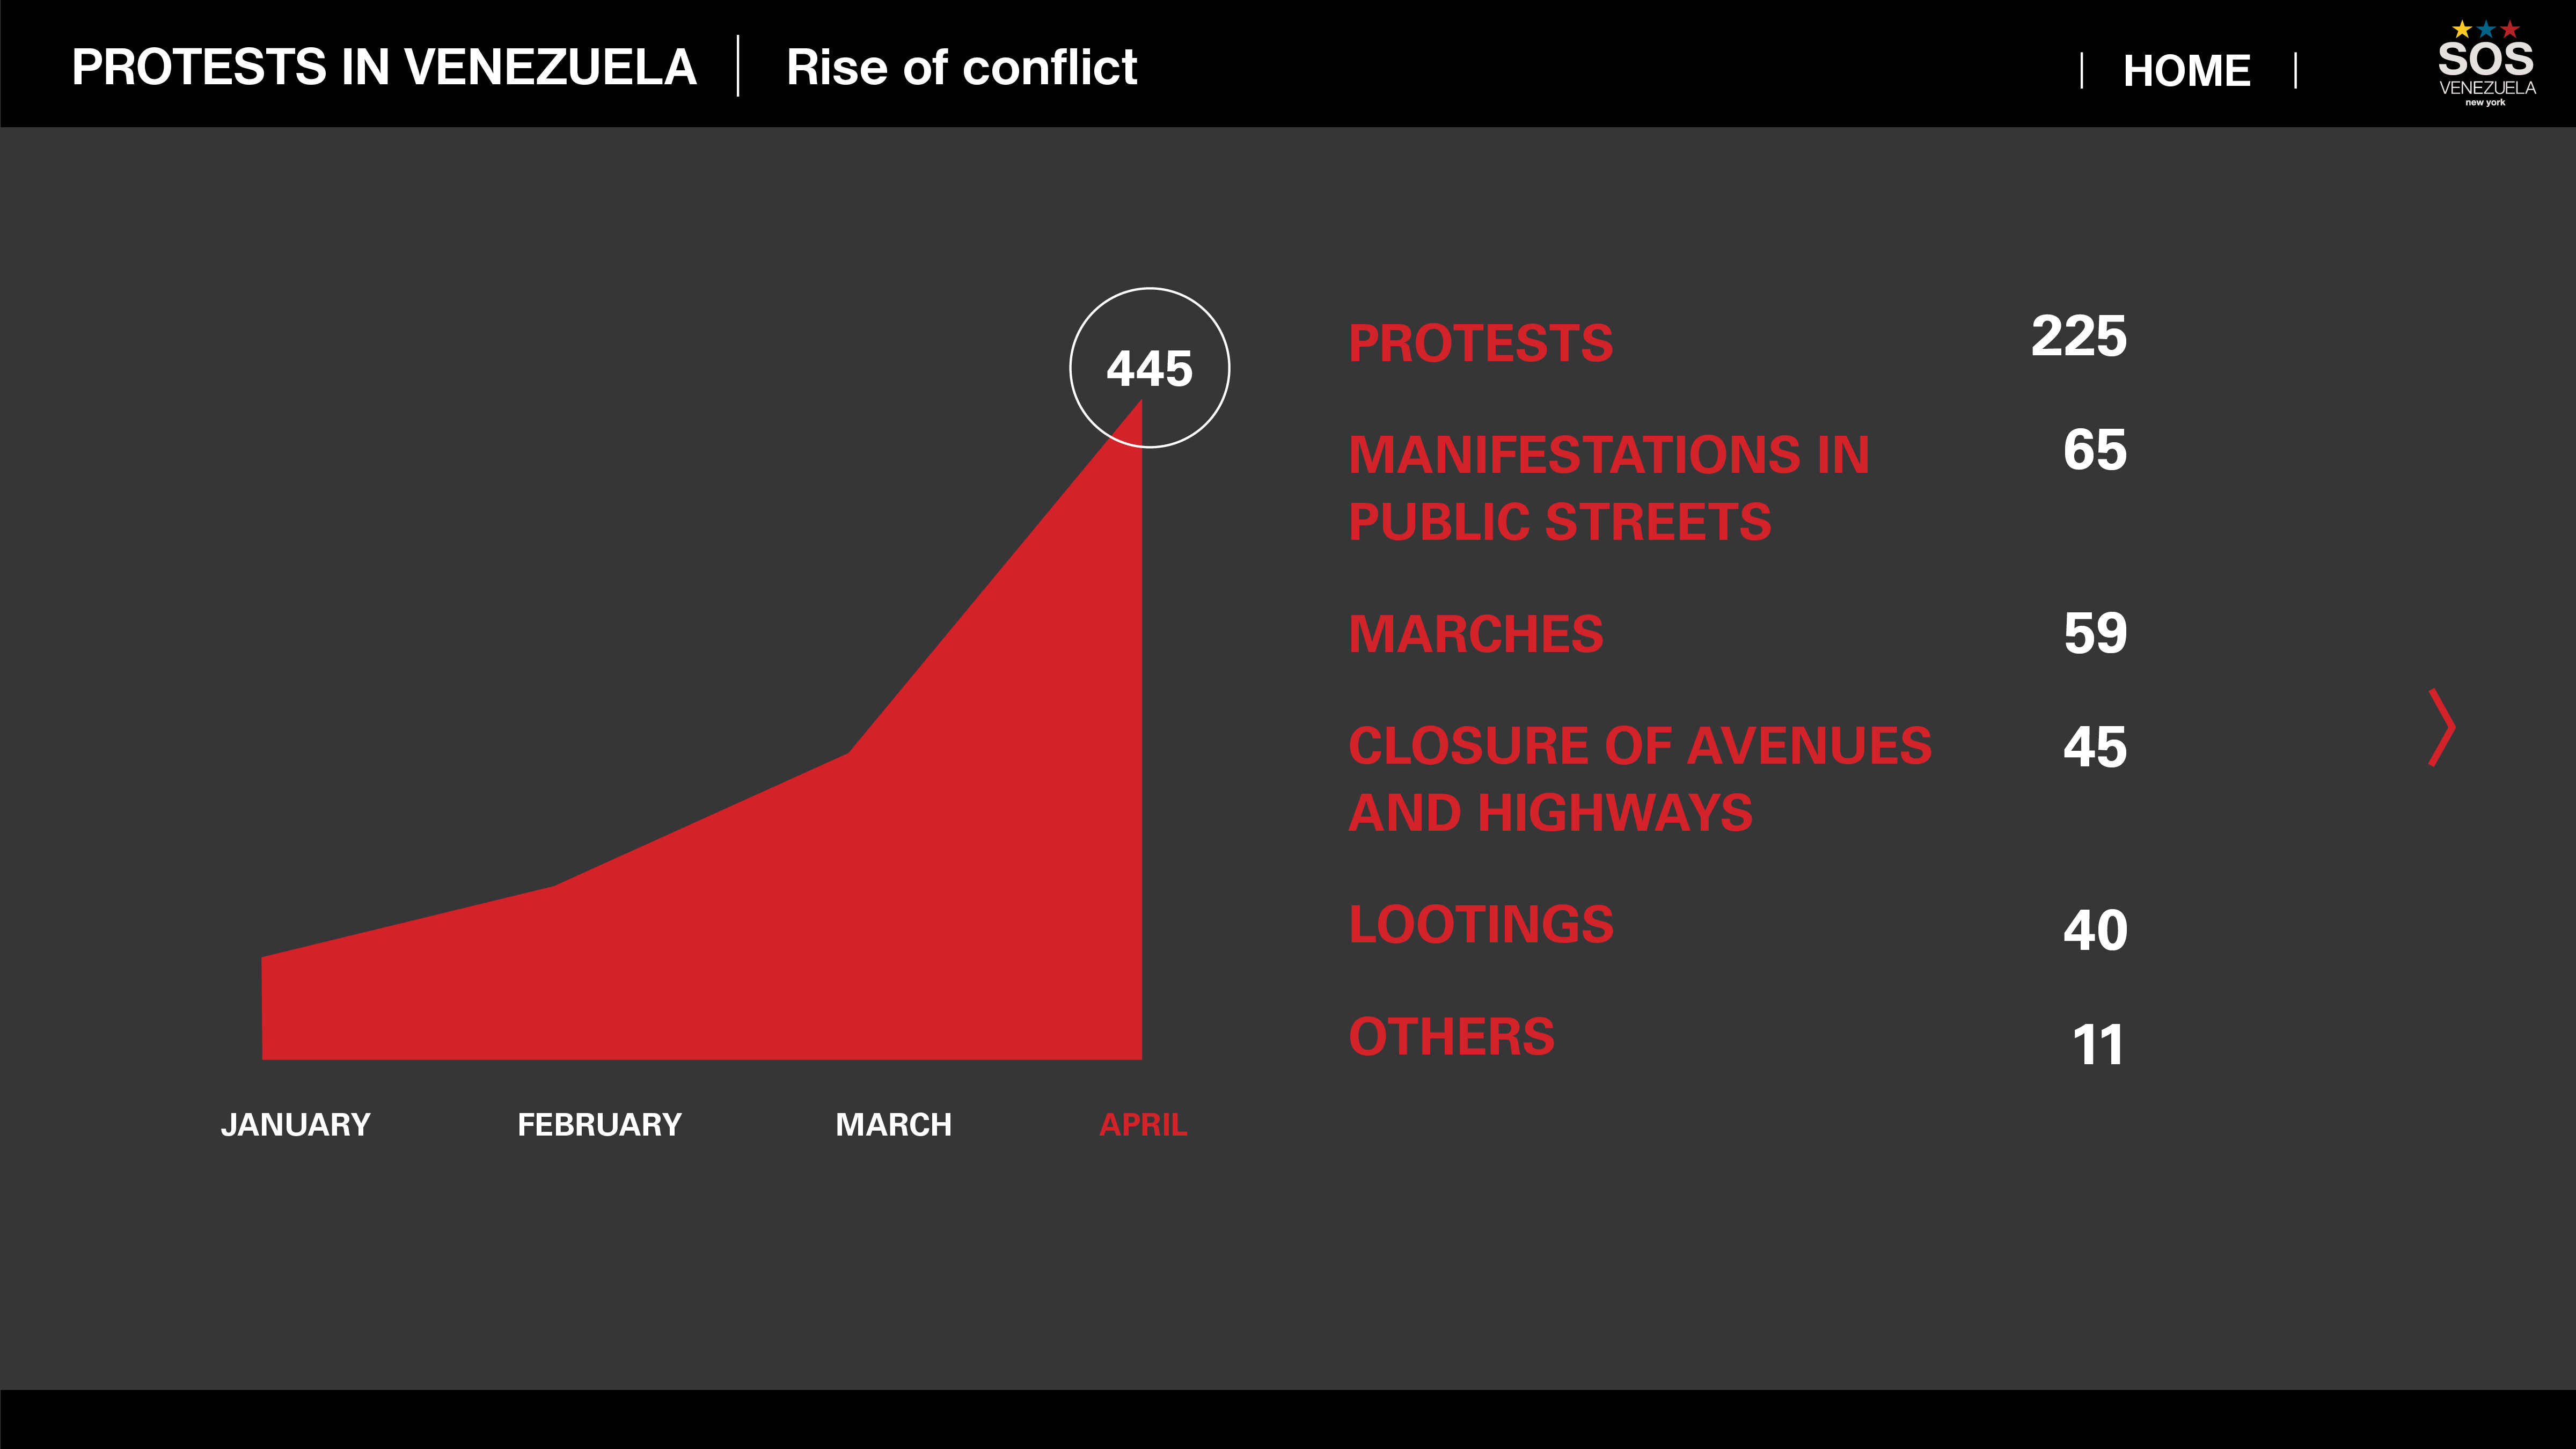 PROTESTS IN VENEZUELA
Rise of conflict
HOME
SOS
VENEZUELA
new york
445
JANUARY
FEBRUARY
MARCH
APRIL
PROTESTS 225
MANIFESTATIONS IN 65
PUBLIC STREETS
MARCHES 59
CLOSURE OF AVENUES 45
AND HIGHWAYS
LOOTINGS 40
OTHERS 11